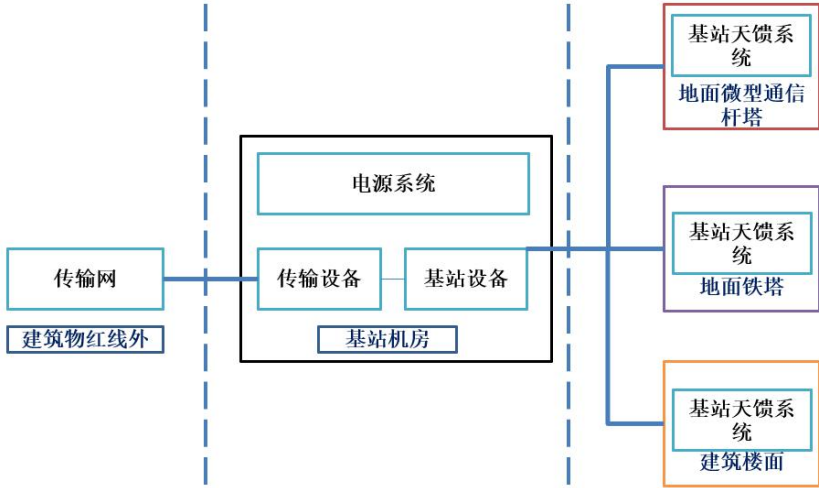 基站天馈系
统
地面微型通信
杆塔
电源系统
基站天馈系
统
地面铁塔
传输网
传输设备
基站设备
建筑物红线外
基站机房
基站天馈系
统
建筑楼面